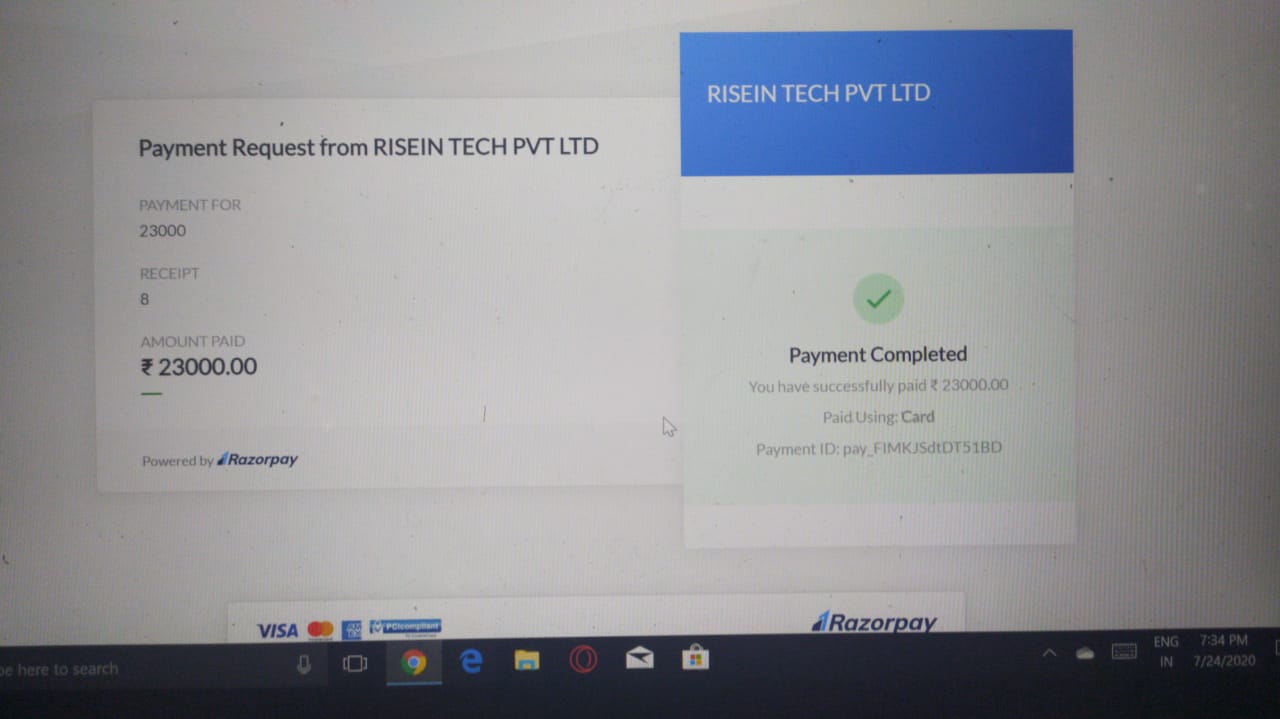 Payment Request from RISEIN TECH PVT LTD
PAYMENT FOR
23000
RECEIPT
8
AMOUNT PAID
₹ 23000.00
Powered by Razorpay
RISEIN TECH PVT LTD
Payment Completed
You have successfully paid ₹ 23000.00
Paid Using: Card
Payment ID: pay_FIMKJSdtDT51BD
VISA
PCI compliant
Razorpay
pe here to search
ENG
IN
7:34 PM
7/24/2020